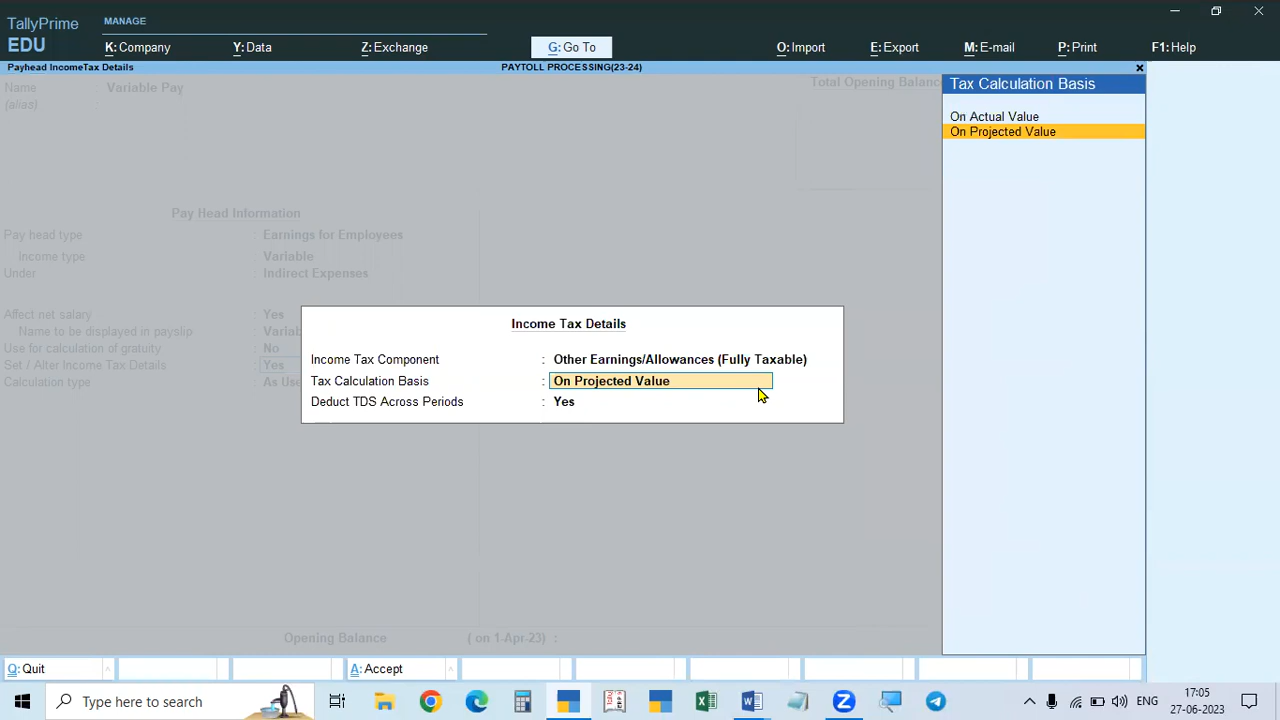 TallyPrime
EDU
MANAGE
K: Company
Y: Data
Z: Exchange
G: Go To
O: Import
E: Export
M: E-mail
P: Print
F1: Help
Payhead IncomeTax Details
PAYTOLL PROCESSING(23-24)
Name : Variable Pay
(alias)
Total Opening Balance
Pay Head Information
Pay head type : Earnings for Employees
Income type : Variable
Under : Indirect Expenses
Affect net salary : Yes
Name to be displayed in payslip : Variab
Use for calculation of gratuity : No
Set / Alter Income Tax Details : Yes
Calculation type : As Use
Income Tax Details
Income Tax Component : Other Earnings/Allowances (Fully Taxable)
Tax Calculation Basis : On Projected Value
Deduct TDS Across Periods : Yes
Tax Calculation Basis
On Actual Value
On Projected Value
Opening Balance ( on 1-Apr-23) :
Q: Quit
A: Accept
Type here to search
ENG
17:05
27-06-2023